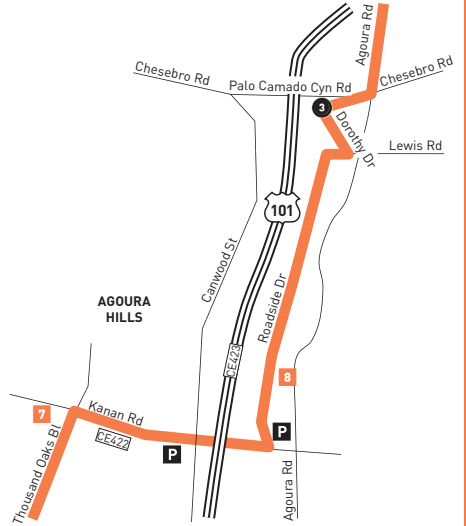 Agoura Rd
Chesebro Rd
Palo Camado Cyn Rd
Chesebro Rd
3
Dorothy Dr
Lewis Rd
101
Canwood St
AGOURA
HILLS
Roadside Dr
CE423
8
7
Kanan Rd
CE422
P
P
Thousand Oaks Bl
Agoura Rd